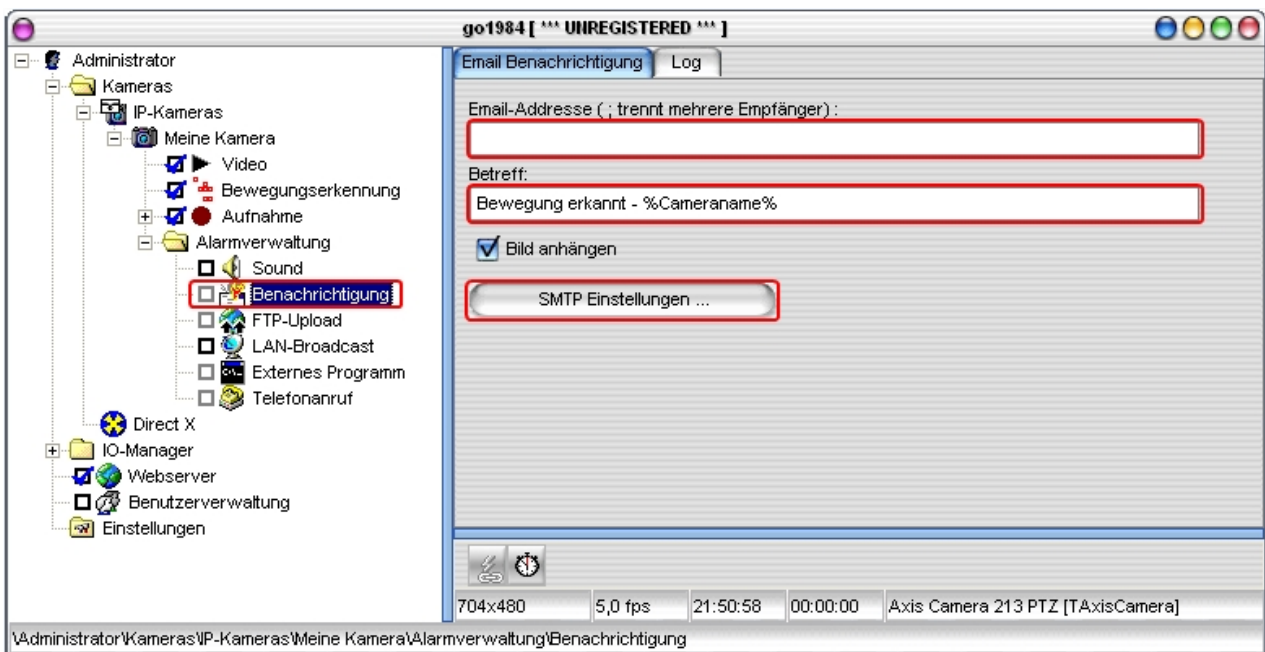 go1984 [ *** UNREGISTERED *** ]
Administrator
Kameras
IP-Kameras
Meine Kamera
Video
Bewegungserkennung
Aufnahme
Alarmverwaltung
Sound
Benachrichtigung
FTP-Upload
LAN-Broadcast
Externes Programm
Telefonanruf
Direct X
IO-Manager
Webserver
Benutzerverwaltung
Einstellungen
Email Benachrichtigung Log
Email-Addresse ( ; trennt mehrere Empfänger) :
Betreff:
Bewegung erkannt - %Cameraname%
Bild anhängen
SMTP Einstellungen ...
704x480 5,0 fps 21:50:58 00:00:00 Axis Camera 213 PTZ [TAxisCamera]
\Administrator\Kameras\IP-Kameras\Meine Kamera\Alarmverwaltung\Benachrichtigung